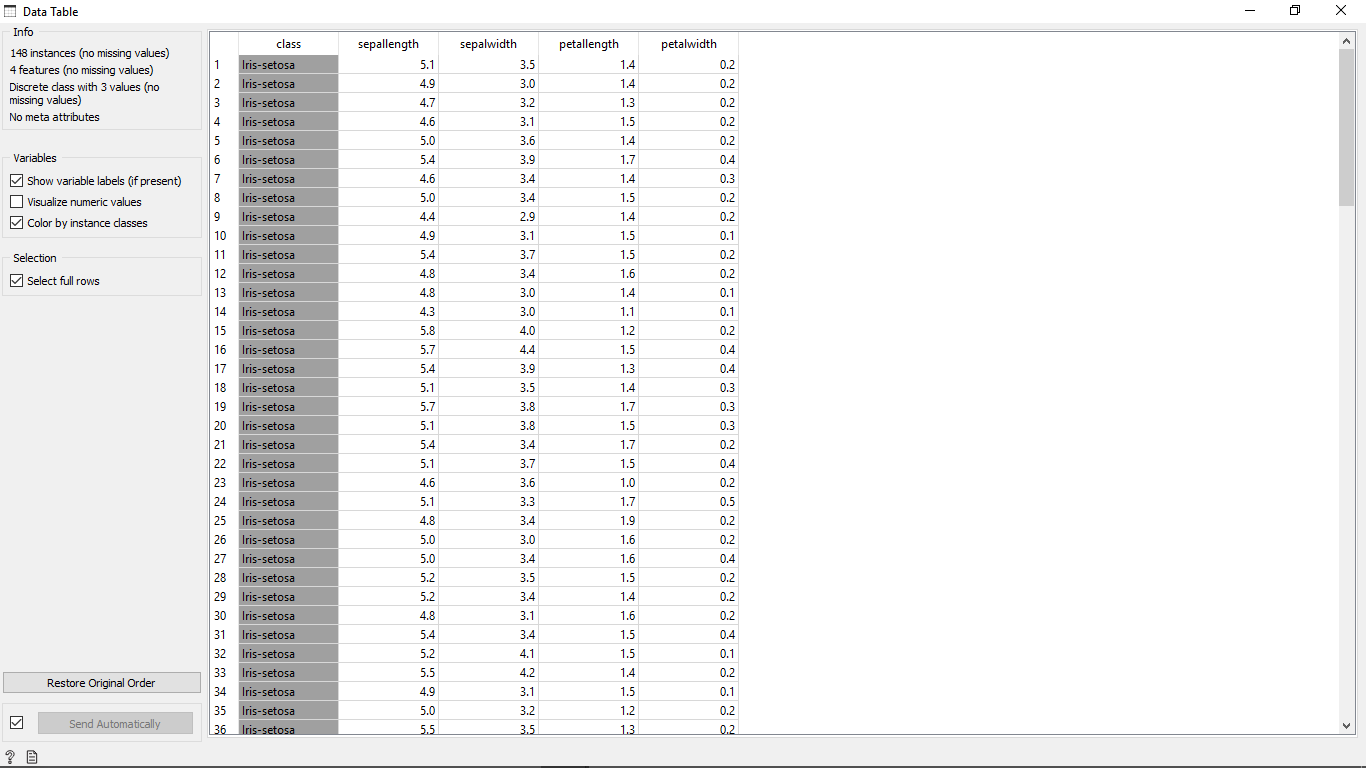 Data Table
Info
148 instances (no missing values)
4 features (no missing values)
Discrete class with 3 values (no
missing values)
No meta attributes
Variables
Show variable labels (if present)
Visualize numeric values
Color by instance classes
Selection
Select full rows
Restore Original Order
Send Automatically
class sepallength sepalwidth petallength petalwidth
1 Iris-setosa 5.1 3.5 1.4 0.2
2 Iris-setosa 4.9 3.0 1.4 0.2
3 Iris-setosa 4.7 3.2 1.3 0.2
4 Iris-setosa 4.6 3.1 1.5 0.2
5 Iris-setosa 5.0 3.6 1.4 0.2
6 Iris-setosa 5.4 3.9 1.7 0.4
7 Iris-setosa 4.6 3.4 1.4 0.3
8 Iris-setosa 5.0 3.4 1.5 0.2
9 Iris-setosa 4.4 2.9 1.4 0.2
10 Iris-setosa 4.9 3.1 1.5 0.1
11 Iris-setosa 5.4 3.7 1.5 0.2
12 Iris-setosa 4.8 3.4 1.6 0.2
13 Iris-setosa 4.8 3.0 1.4 0.1
14 Iris-setosa 4.3 3.0 1.1 0.1
15 Iris-setosa 5.8 4.0 1.2 0.2
16 Iris-setosa 5.7 4.4 1.5 0.4
17 Iris-setosa 5.4 3.9 1.3 0.4
18 Iris-setosa 5.1 3.5 1.4 0.3
19 Iris-setosa 5.7 3.8 1.7 0.3
20 Iris-setosa 5.1 3.8 1.5 0.3
21 Iris-setosa 5.4 3.4 1.7 0.2
22 Iris-setosa 5.1 3.7 1.5 0.4
23 Iris-setosa 4.6 3.6 1.0 0.2
24 Iris-setosa 5.1 3.3 1.7 0.5
25 Iris-setosa 4.8 3.4 1.9 0.2
26 Iris-setosa 5.0 3.0 1.6 0.2
27 Iris-setosa 5.0 3.4 1.6 0.4
28 Iris-setosa 5.2 3.5 1.5 0.2
29 Iris-setosa 5.2 3.4 1.4 0.2
30 Iris-setosa 4.8 3.1 1.6 0.2
31 Iris-setosa 5.4 3.4 1.5 0.4
32 Iris-setosa 5.2 4.1 1.5 0.1
33 Iris-setosa 5.5 4.2 1.4 0.2
34 Iris-setosa 4.9 3.1 1.5 0.1
35 Iris-setosa 5.0 3.2 1.2 0.2
36 Iris-setosa 5.5 3.5 1.3 0.2